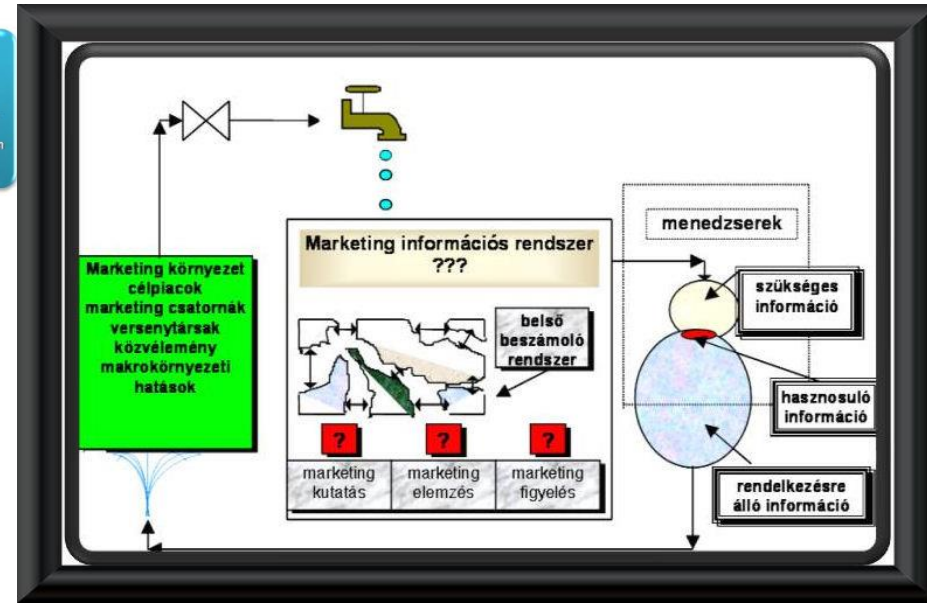 Marketing információs rendszer
???
menedzserek
Marketing környezet
célpiacok
marketing csatornák
versenytársak
közvélemény
makrokörnyezeti
hatások
belső
beszámoló
rendszer
szükséges
információ
hasznosuló
információ
rendelkezésre
álló információ
?
?
?
marketing
kutatás
marketing
elemzés
marketing
figyelés